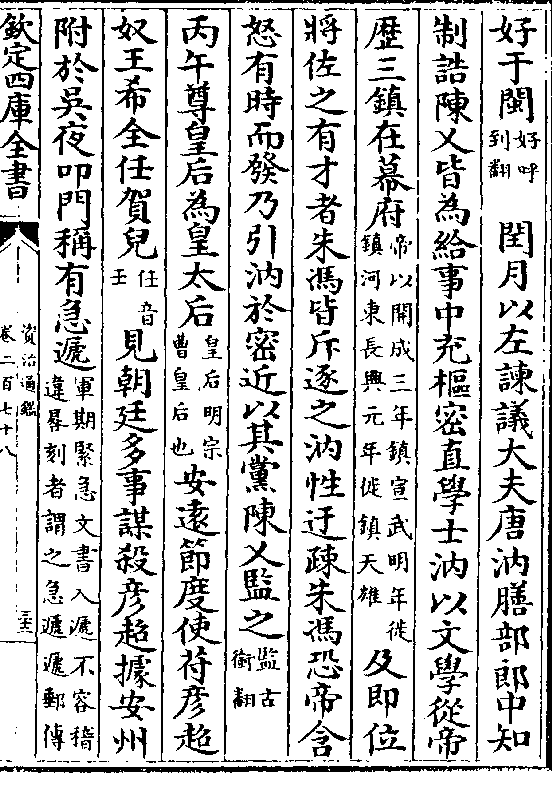 好于閩好呼到翻　閏月以左諫議大夫唐汭膳部郎中知
制誥陳乂皆為給事中充樞密直學士汭以文學從帝
歴三鎮在幕府帝以開成三年鎮宣武明年徙鎮河東長興元年徙鎮天雄及即位
將佐之有才者朱馮皆斥逐之汭性迂疎朱馮恐帝含
怒有時而發乃引汭於密近以其黨陳乂監之監古銜翻
丙午尊皇后為皇太后皇后明宗曹皇后也安逺節度使苻彦超
奴王希全任賀兒任音壬見朝廷多事謀殺彦超據安州
附於吳夜叩門稱有急遞軍期緊急文書入遞不容稽違晷刻者謂之急遞遞郵傳
欽定四庫全書
資治通鑑
卷二百七十八
三十三